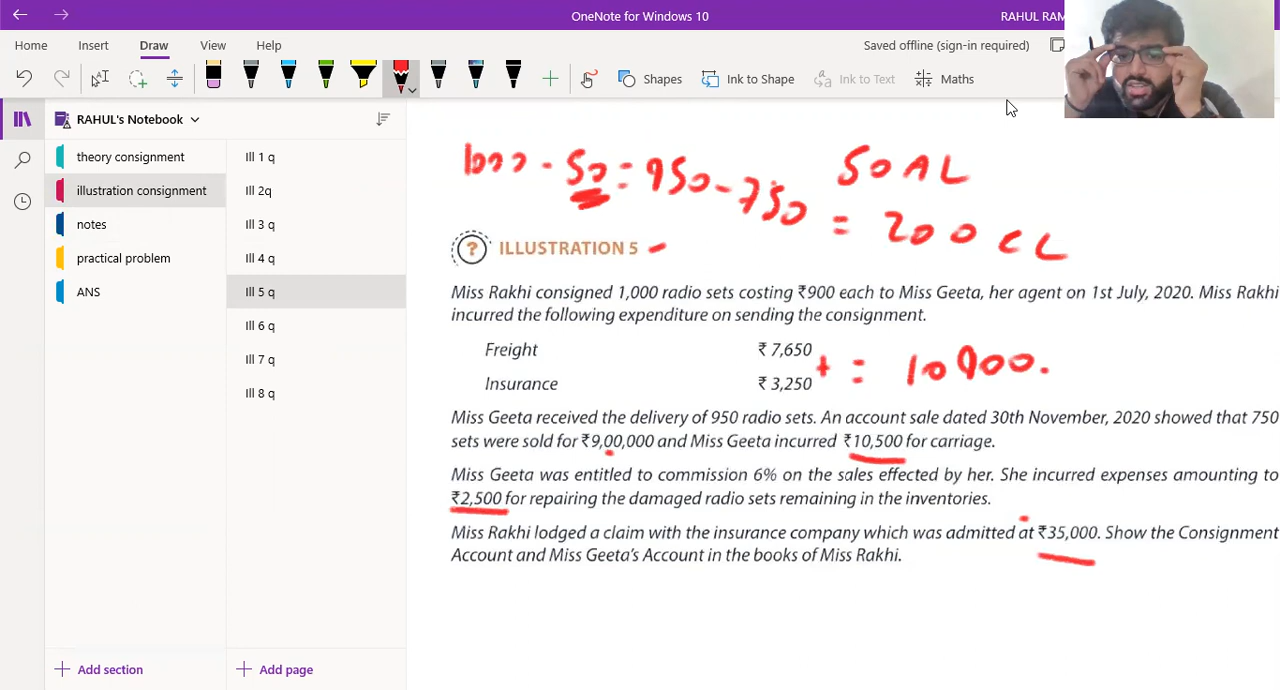 OneNote for Windows 10
RAHUL RAM
Home Insert Draw View Help
Saved offline (sign-in required)
Shapes Ink to Shape Ink to Text Maths
RAHUL's Notebook
theory consignment
illustration consignment
notes
practical problem
ANS
Ill 1 q
Ill 2q
Ill 3 q
Ill 4 q
Ill 5 q
Ill 6 q
Ill 7 q
Ill 8 q
Add section
Add page
1000 - 50 = 950 - 750
50 AL
= 200 CL
? ILLUSTRATION 5 -
Miss Rakhi consigned 1,000 radio sets costing ₹900 each to Miss Geeta, her agent on 1st July, 2020. Miss Rakhi
incurred the following expenditure on sending the consignment.
Freight ₹ 7,650
+ = 10900.
Insurance ₹ 3,250
Miss Geeta received the delivery of 950 radio sets. An account sale dated 30th November, 2020 showed that 750
sets were sold for ₹9,00,000 and Miss Geeta incurred ₹10,500 for carriage.
Miss Geeta was entitled to commission 6% on the sales effected by her. She incurred expenses amounting to
₹2,500 for repairing the damaged radio sets remaining in the inventories.
Miss Rakhi lodged a claim with the insurance company which was admitted at ₹35,000. Show the Consignment
Account and Miss Geeta's Account in the books of Miss Rakhi.